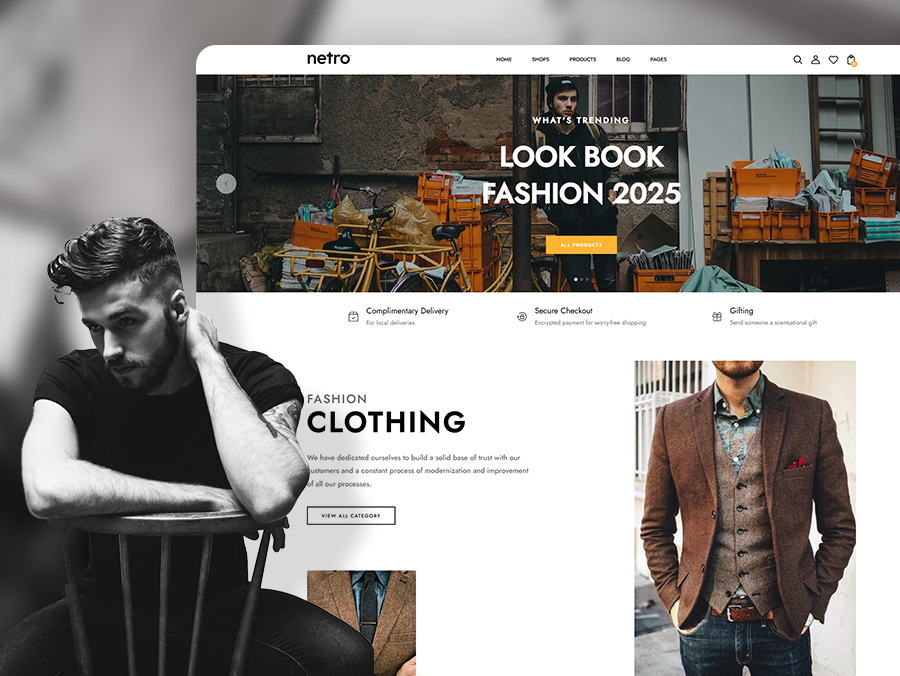 netro
HOME SHOPS PRODUCTS BLOG PAGES
WHAT'S TRENDING
LOOK BOOK
FASHION 2025
ALL PRODUCTS
Complimentary Delivery
For local deliveries
Secure Checkout
Encrypted payment for worry-free shopping
Gifting
Send someone a scentsational gift
FASHION
CLOTHING
We have dedicated ourselves to build a solid base of trust with our
customers and a constant process of modernization and improvement
of all our processes.
VIEW ALL CATEGORY